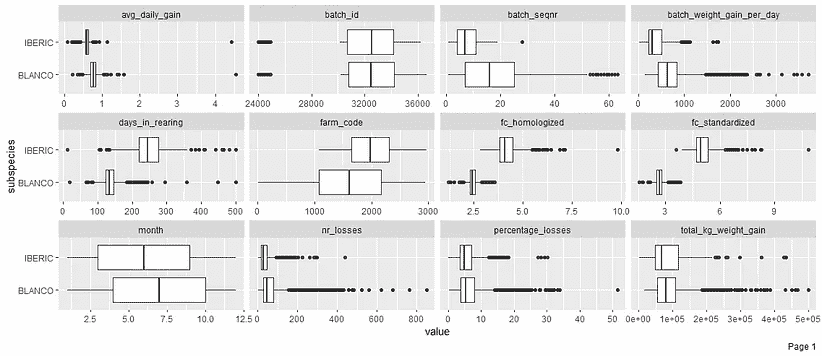 avg_daily_gain batch_id batch_seqnr batch_weight_gain_per_day
IBERIC
BLANCO
0 1 2 3 4 24000 28000 32000 36000 0 20 40 60 0 1000 2000 3000
days_in_rearing farm_code fc_homologized fc_standardized
IBERIC
BLANCO
0 100 200 300 400 500 0 1000 2000 3000 2.5 5.0 7.5 10.0 3 6 9
month nr_losses percentage_losses total_kg_weight_gain
IBERIC
BLANCO
2.5 5.0 7.5 10.0 12.5 0 200 400 600 800 0 10 20 30 40 50 0e+00 1e+05 2e+05 3e+05 4e+05 5e+05
subspecies
value
Page 1